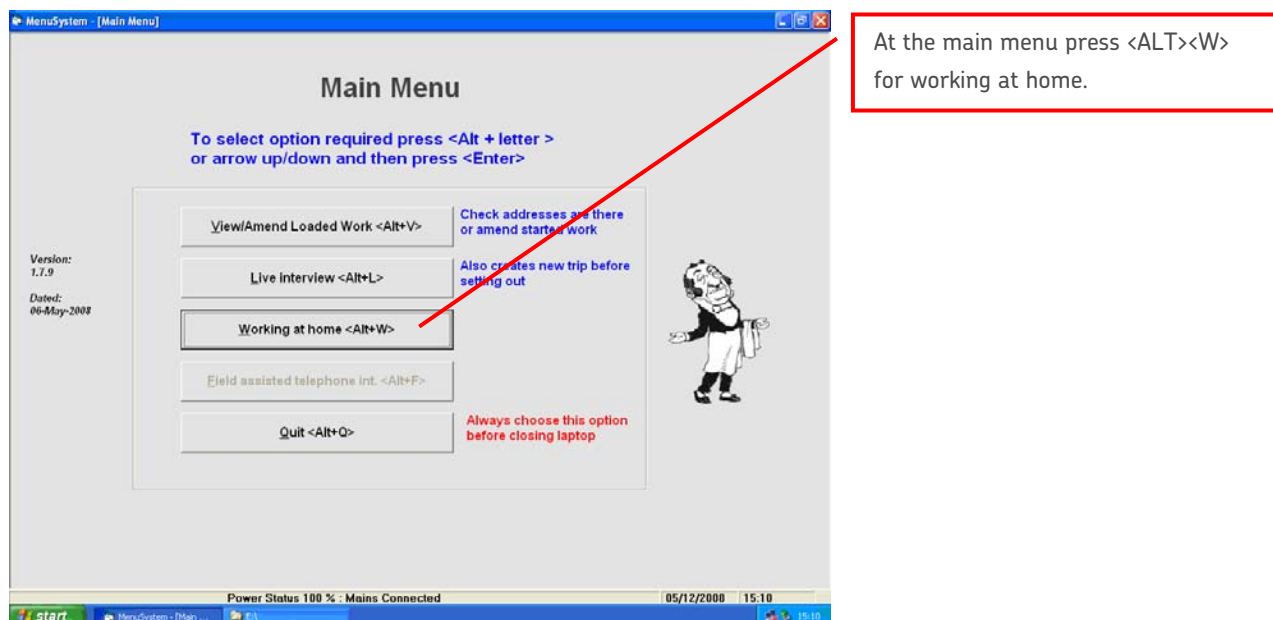 MenuSystem - [Main Menu]
At the main menu press <ALT><W>
for working at home.
Main Menu
To select option required press <Alt + letter >
or arrow up/down and then press <Enter>
View/Amend Loaded Work <Alt+V>
Check addresses are there
or amend started work
Version:
1.7.9
Dated:
06-May-2008
Live interview <Alt+L>
Also creates new trip before
setting out
Working at home <Alt+W>
Field assisted telephone int. <Alt+F>
Quit <Alt+Q>
Always choose this option
before closing laptop
Power Status 100 % : Mains Connected
05/12/2000 15:10
start
MenuSystem - [Main ...
E:\
15:10